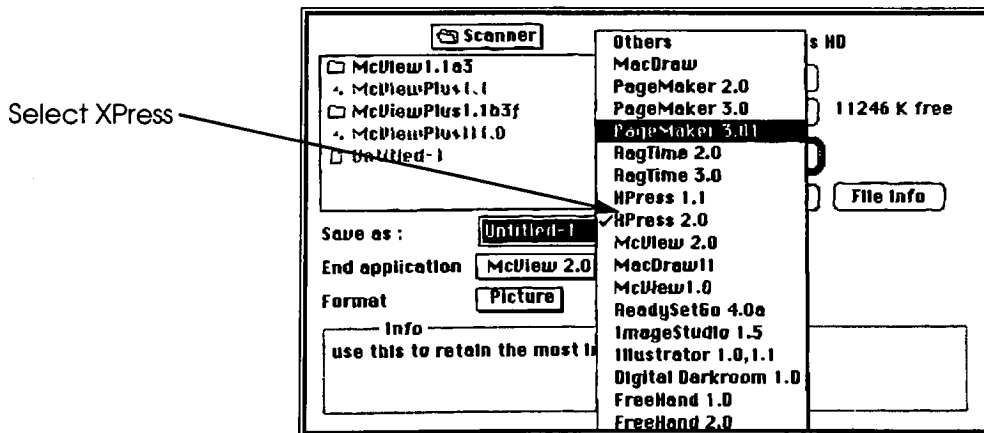 Scanner
s HD
McView1.1a3
McViewPlus1.1
McViewPlus1.1b3f
McViewPlus111.0
Untitled-1
11246 K free
File Info
Select XPress
Save as :
Untitled-1
End application
McView 2.0
Format
Picture
Info
use this to retain the most
Others
MacDraw
PageMaker 2.0
PageMaker 3.0
PageMaker 3.01
RagTime 2.0
RagTime 3.0
XPress 1.1
✓XPress 2.0
McView 2.0
MacDraw11
McView1.0
ReadySetGo 4.0a
ImageStudio 1.5
Illustrator 1.0,1.1
Digital Darkroom 1.0
FreeHand 1.0
FreeHand 2.0